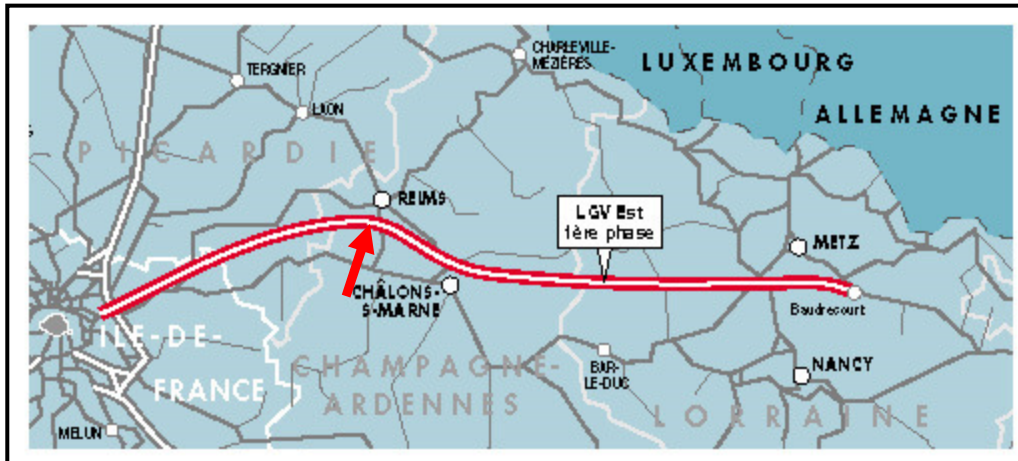 CHARLEVILLE-
MÉZIÈRES
LUXEMBOURG
TERGNIER
ALLEMAGNE
LAON
PICARDIE
REIMS
LGV Est
1ère phase
METZ
CHÂLONS-
S-MARNE
Baudrecourt
ILE-DE-
FRANCE
CHAMPAGNE-
ARDENNES
BAR-
LE-DUC
NANCY
LORRAINE
MELUN